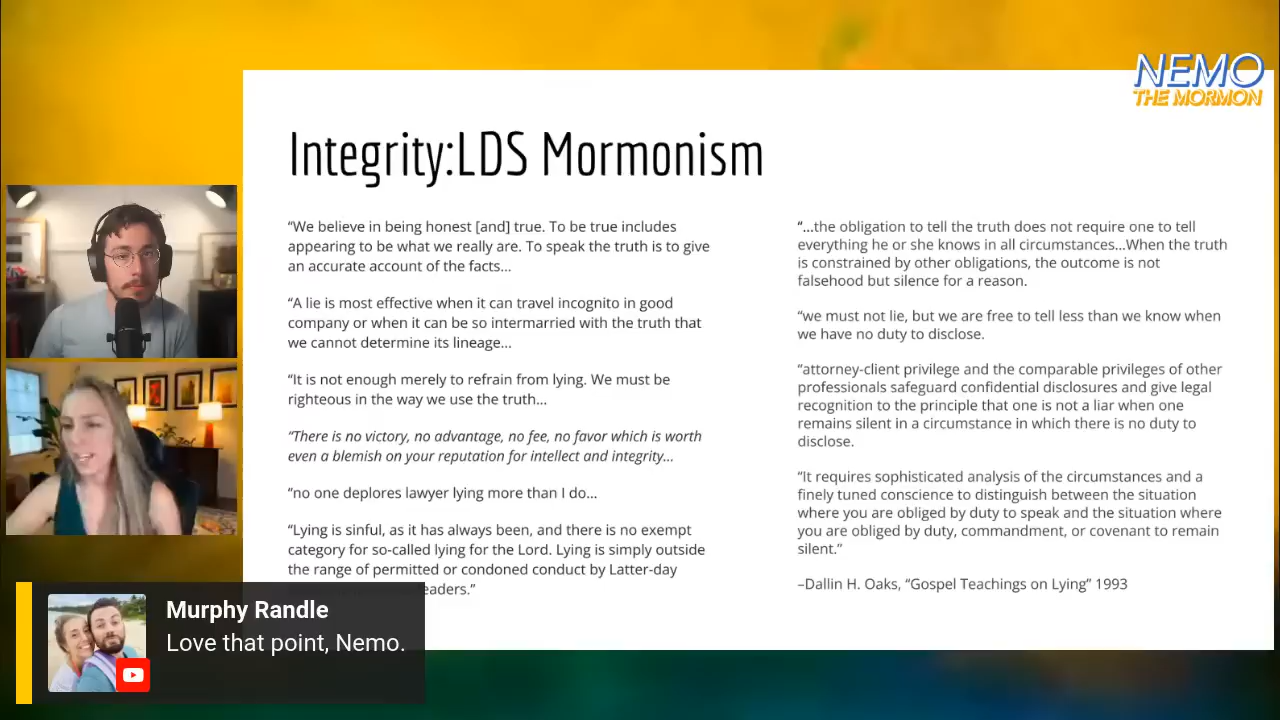 NEMO
THE MORMON
Integrity:LDS Mormonism
“We believe in being honest [and] true. To be true includes
appearing to be what we really are. To speak the truth is to give
an accurate account of the facts...
“A lie is most effective when it can travel incognito in good
company or when it can be so intermarried with the truth that
we cannot determine its lineage...
“It is not enough merely to refrain from lying. We must be
righteous in the way we use the truth...
“There is no victory, no advantage, no fee, no favor which is worth
even a blemish on your reputation for intellect and integrity...
“no one deplores lawyer lying more than I do...
“Lying is sinful, as it has always been, and there is no exempt
category for so-called lying for the Lord. Lying is simply outside
the range of permitted or condoned conduct by Latter-day
eaders.”
“...the obligation to tell the truth does not require one to tell
everything he or she knows in all circumstances...When the truth
is constrained by other obligations, the outcome is not
falsehood but silence for a reason.
“we must not lie, but we are free to tell less than we know when
we have no duty to disclose.
“attorney-client privilege and the comparable privileges of other
professionals safeguard confidential disclosures and give legal
recognition to the principle that one is not a liar when one
remains silent in a circumstance in which there is no duty to
disclose.
“It requires sophisticated analysis of the circumstances and a
finely tuned conscience to distinguish between the situation
where you are obliged by duty to speak and the situation where
you are obliged by duty, commandment, or covenant to remain
silent.”
–Dallin H. Oaks, “Gospel Teachings on Lying” 1993
Murphy Randle
Love that point, Nemo.